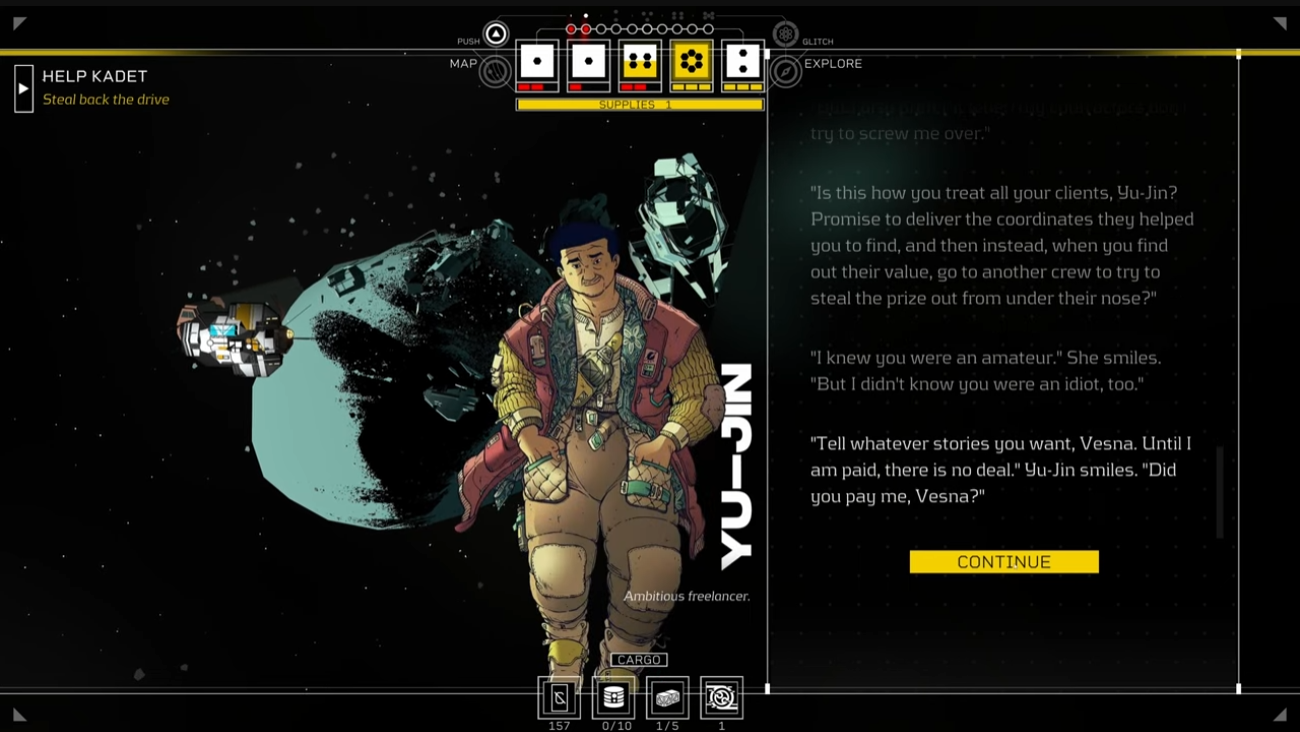 PUSH
GLITCH
MAP
EXPLORE
HELP KADET
Steal back the drive
SUPPLIES 1
try to screw me over."
"Is this how you treat all your clients, Yu-Jin?
Promise to deliver the coordinates they helped
you to find, and then instead, when you find
out their value, go to another crew to try to
steal the prize out from under their nose?"
"I knew you were an amateur." She smiles.
"But I didn't know you were an idiot, too."
"Tell whatever stories you want, Vesna. Until I
am paid, there is no deal." Yu-Jin smiles. "Did
you pay me, Vesna?"
CONTINUE
YU-JIN
Ambitious freelancer.
CARGO
157
0/10
1/5
1